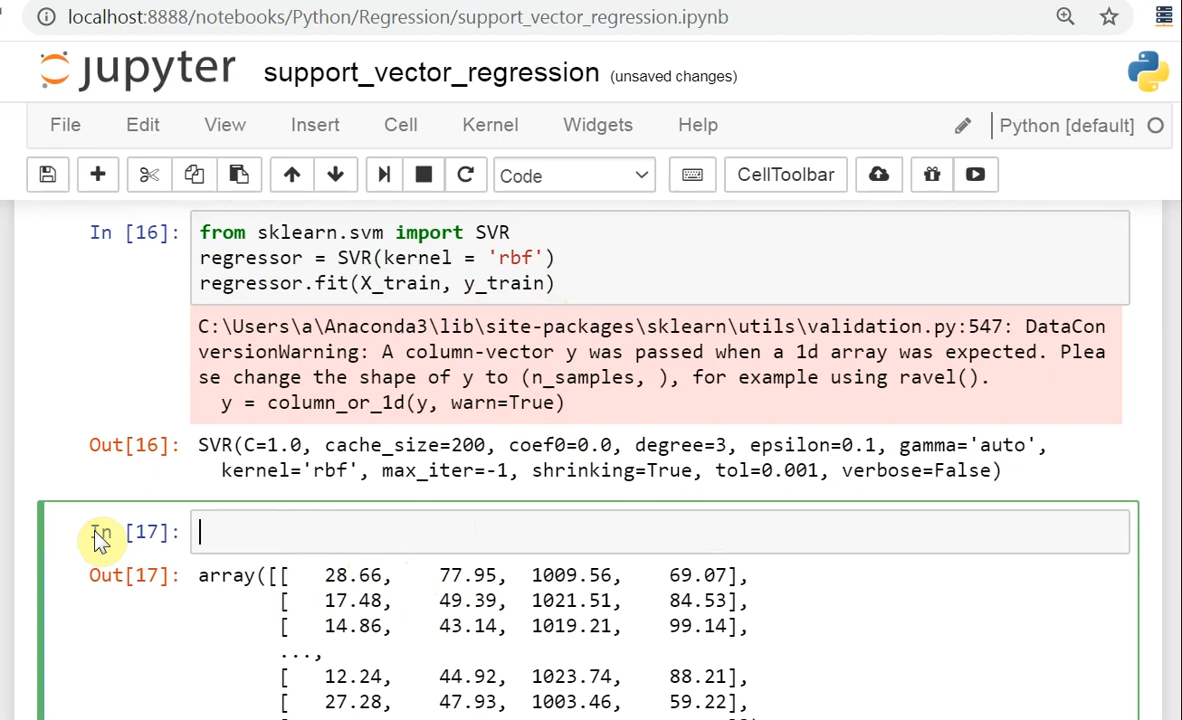 localhost:8888/notebooks/Python/Regression/support_vector_regression.ipynb
jupyter support_vector_regression (unsaved changes)
File Edit View Insert Cell Kernel Widgets Help Python [default]
Code CellToolbar
In [16]: from sklearn.svm import SVR
regressor = SVR(kernel = 'rbf')
regressor.fit(X_train, y_train)
C:\Users\a\Anaconda3\lib\site-packages\sklearn\utils\validation.py:547: DataCon
versionWarning: A column-vector y was passed when a 1d array was expected. Plea
se change the shape of y to (n_samples, ), for example using ravel().
y = column_or_1d(y, warn=True)
Out[16]: SVR(C=1.0, cache_size=200, coef0=0.0, degree=3, epsilon=0.1, gamma='auto',
kernel='rbf', max_iter=-1, shrinking=True, tol=0.001, verbose=False)
In [17]:
Out[17]: array([[ 28.66, 77.95, 1009.56, 69.07],
[ 17.48, 49.39, 1021.51, 84.53],
[ 14.86, 43.14, 1019.21, 99.14],
...,
[ 12.24, 44.92, 1023.74, 88.21],
[ 27.28, 47.93, 1003.46, 59.22],